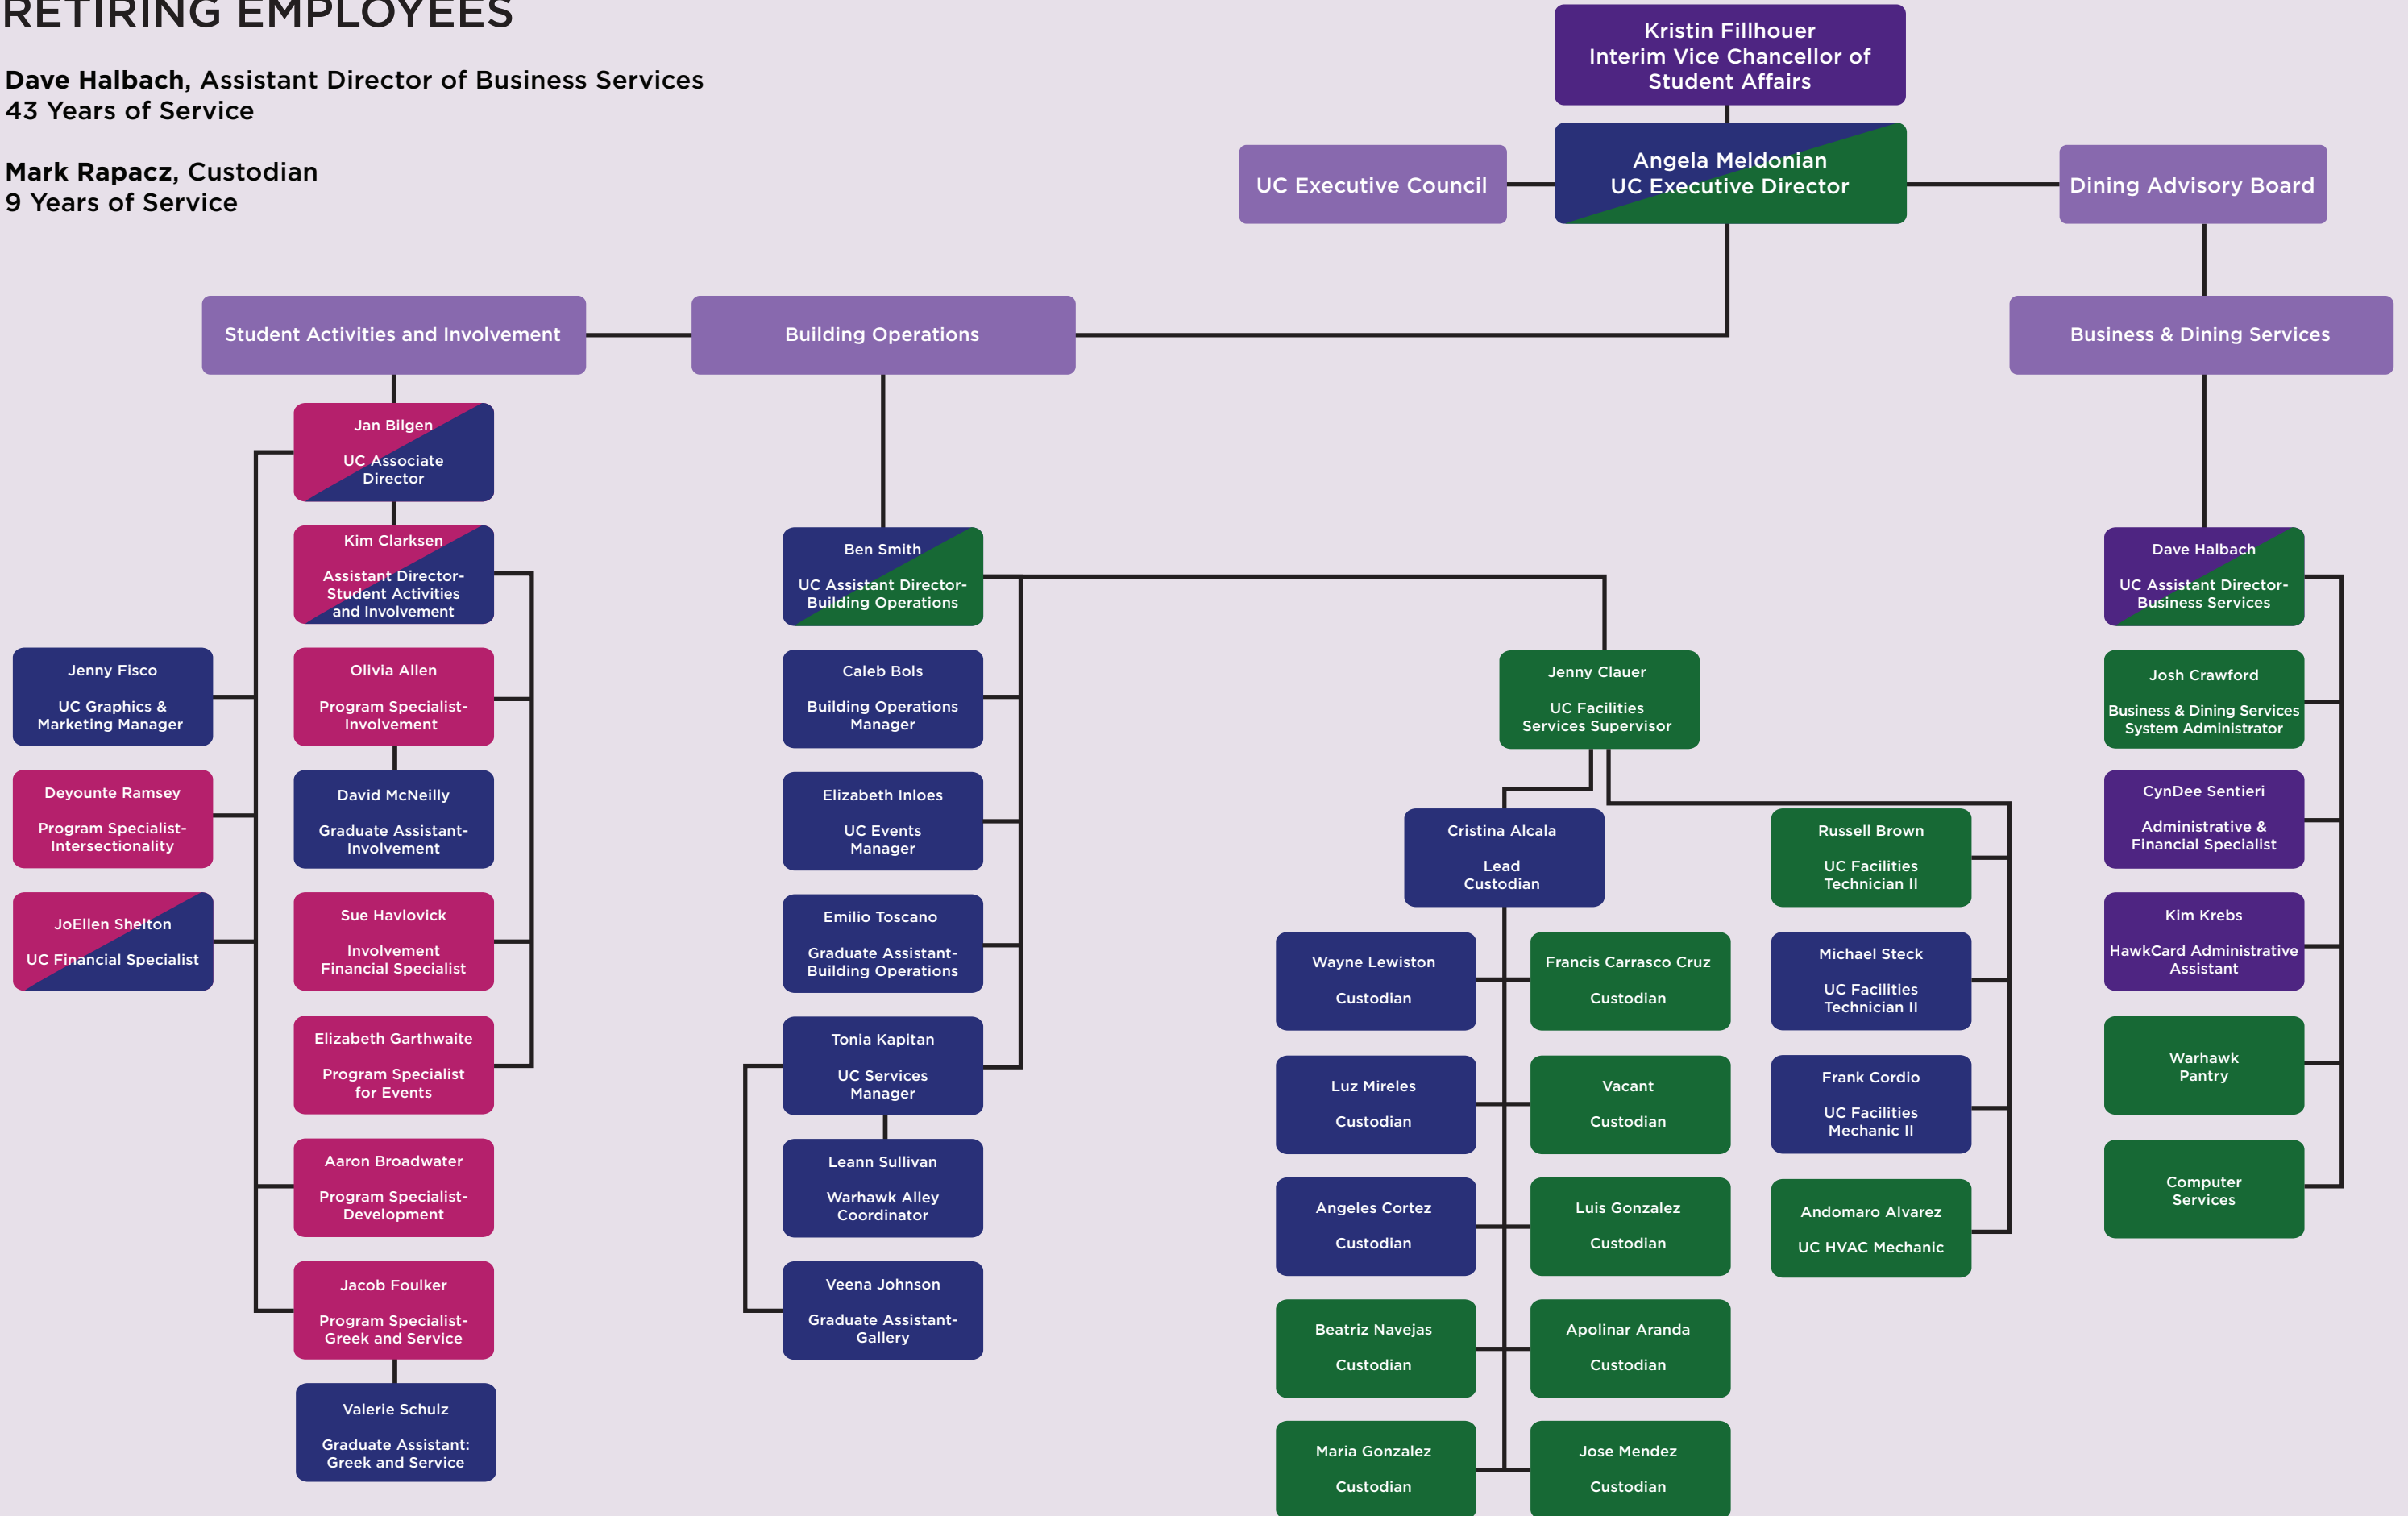 RETIRING EMPLOYEES
Dave Halbach, Assistant Director of Business Services
43 Years of Service
Mark Rapacz, Custodian
9 Years of Service
Kristin Fillhouer
Interim Vice Chancellor of
Student Affairs
UC Executive Council
Angela Meldonian
UC Executive Director
Dining Advisory Board
Student Activities and Involvement
Building Operations
Business & Dining Services
Jan Bilgen
UC Associate
Director
Kim Clarksen
Assistant Director-
Student Activities
and Involvement
Jenny Fisco
UC Graphics &
Marketing Manager
Deyounte Ramsey
Program Specialist-
Intersectionality
JoEllen Shelton
UC Financial Specialist
Olivia Allen
Program Specialist-
Involvement
David McNeilly
Graduate Assistant-
Involvement
Sue Havlovick
Involvement
Financial Specialist
Elizabeth Garthwaite
Program Specialist
for Events
Aaron Broadwater
Program Specialist-
Development
Jacob Foulker
Program Specialist-
Greek and Service
Valerie Schulz
Graduate Assistant:
Greek and Service
Ben Smith
UC Assistant Director-
Building Operations
Caleb Bols
Building Operations
Manager
Elizabeth Inloes
UC Events
Manager
Emilio Toscano
Graduate Assistant-
Building Operations
Tonia Kapitan
UC Services
Manager
Leann Sullivan
Warhawk Alley
Coordinator
Veena Johnson
Graduate Assistant-
Gallery
Jenny Clauer
UC Facilities
Services Supervisor
Cristina Alcala
Lead
Custodian
Wayne Lewiston
Custodian
Francis Carrasco Cruz
Custodian
Luz Mireles
Custodian
Vacant
Custodian
Angeles Cortez
Custodian
Luis Gonzalez
Custodian
Beatriz Navejas
Custodian
Apolinar Aranda
Custodian
Maria Gonzalez
Custodian
Jose Mendez
Custodian
Russell Brown
UC Facilities
Technician II
Michael Steck
UC Facilities
Technician II
Frank Cordio
UC Facilities
Mechanic II
Andomaro Alvarez
UC HVAC Mechanic
Dave Halbach
UC Assistant Director-
Business Services
Josh Crawford
Business & Dining Services
System Administrator
CynDee Sentieri
Administrative &
Financial Specialist
Kim Krebs
HawkCard Administrative
Assistant
Warhawk
Pantry
Computer
Services